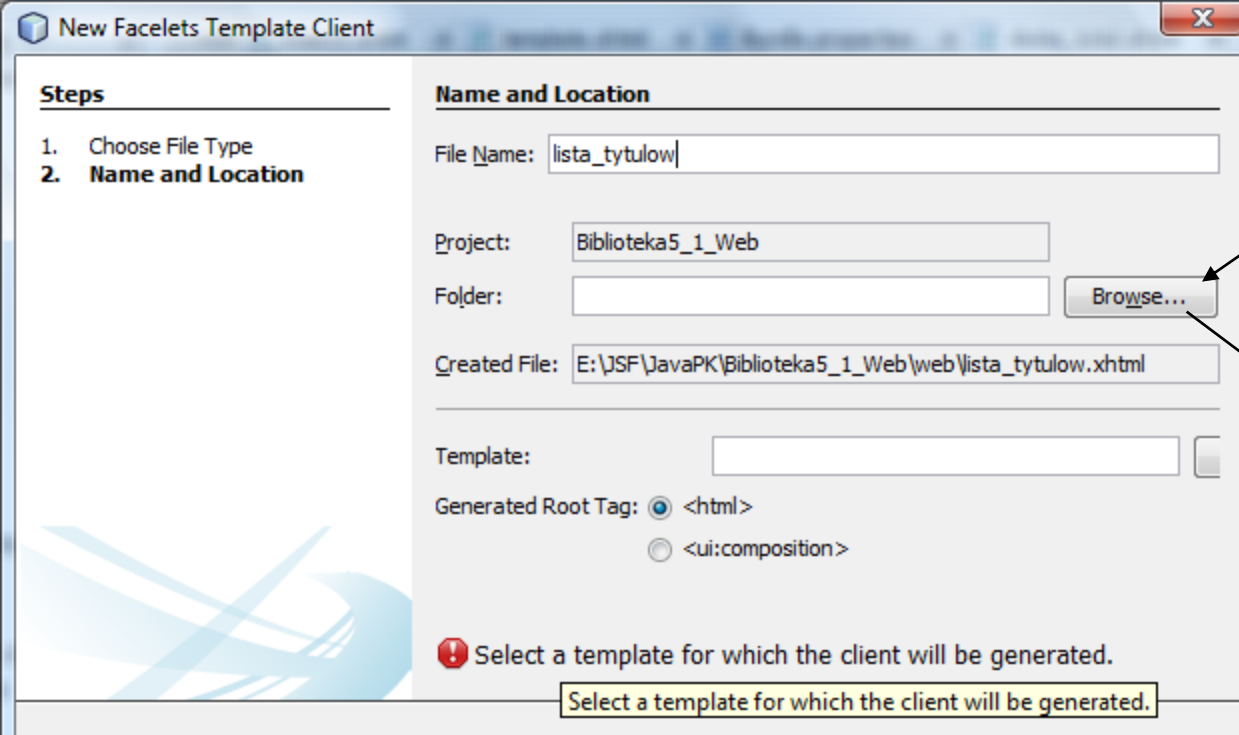 New Facelets Template Client
Steps
1. Choose File Type
2. Name and Location
Name and Location
File Name: lista_tytulow
Project: Biblioteka5_1_Web
Folder: Browse...
Created File: E:\JSF\JavaPK\Biblioteka5_1_Web\web\lista_tytulow.xhtml
Template:
Generated Root Tag: <html>
<ui:composition>
Select a template for which the client will be generated.
Select a template for which the client will be generated.